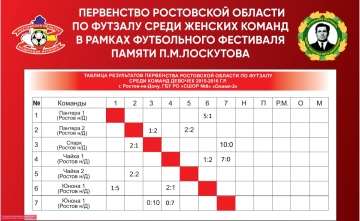 ПЕРВЕНСТВО РОСТОВСКОЙ ОБЛАСТИ
ПО ФУТЗАЛУ СРЕДИ ЖЕНСКИХ КОМАНД
В РАМКАХ ФУТБОЛЬНОГО ФЕСТИВАЛЯ
ПАМЯТИ П.М.ЛОСКУТОВА
ТАБЛИЦА РЕЗУЛЬТАТОВ ПЕРВЕНСТВА РОСТОВСКОЙ ОБЛАСТИ ПО ФУТЗАЛУ
СРЕДИ КОМАНД ДЕВОЧЕК 2015-2016 Г.Р.
г. Ростов-на-Дону, ГБУ РО «СШОР №8» «Олимп-2»
№ Команды 1 2 3 4 5 6 7 П. Р.М. О. М.
1 Пантера 1 (Ростов н/Д) 5:1
2 Пантера 2 (Ростов н/Д) 1:2 2:2
3 Спарк (Ростов н/Д) 2:1 10:0
4 Чайка 1 (Ростов н/Д) 1:2 7:0
5 Чайка 2 (Ростов н/Д)
6 Юнона 1 (Ростов н/Д) 1:5 2:1
7 Юнона 1 (Ростов н/Д) 0:10 0:7